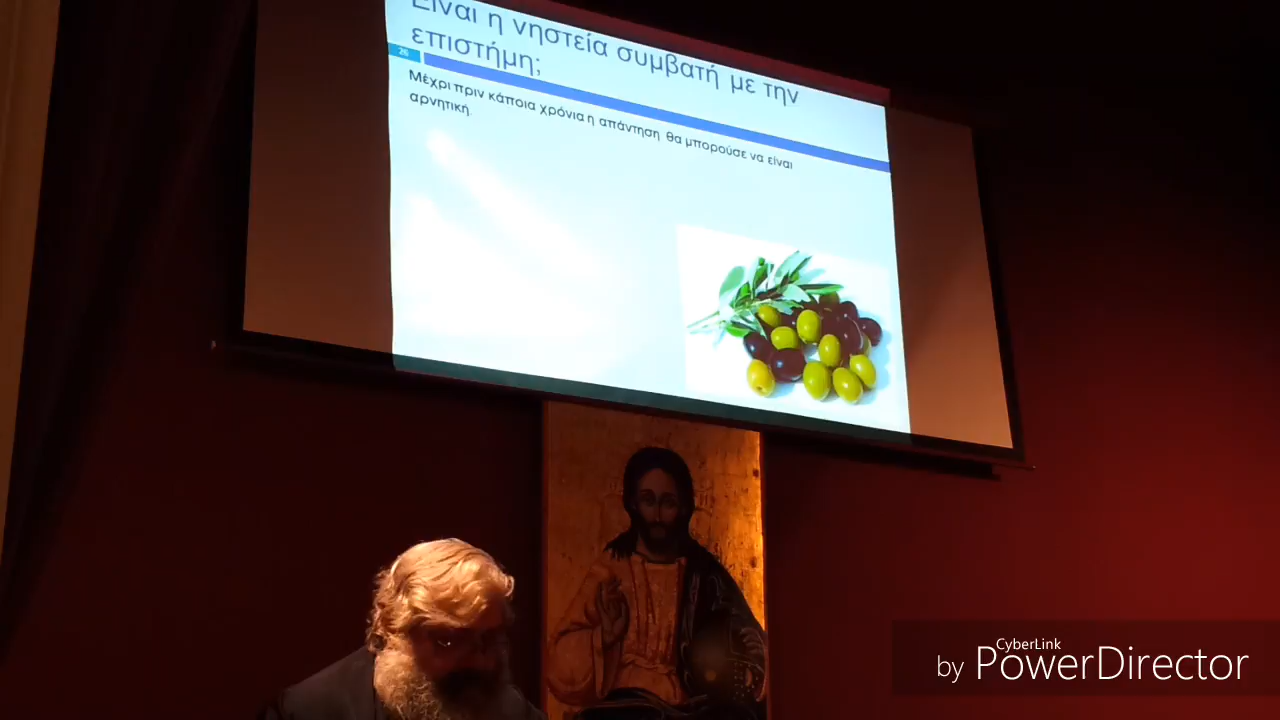 Είναι η νηστεία συμβατή με την
επιστήμη;
26
Μέχρι πριν κάποια χρόνια η απάντηση θα μπορούσε να είναι
αρνητική.
CyberLink
by PowerDirector